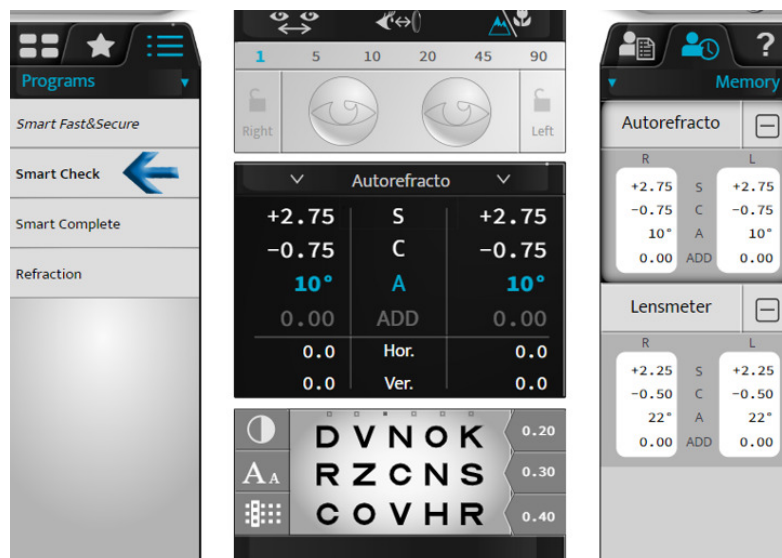 Programs
Smart Fast&Secure
Smart Check
Smart Complete
Refraction
1 5 10 20 45 90
Right Left
Autorefracto
+2.75 S +2.75
-0.75 C -0.75
10° A 10°
0.00 ADD 0.00
0.0 Hor. 0.0
0.0 Ver. 0.0
D V N O K 0.20
AA R Z C N S 0.30
C O V H R 0.40
?
Memory
Autorefracto
R L
+2.75 S +2.75
-0.75 C -0.75
10° A 10°
0.00 ADD 0.00
Lensmeter
R L
+2.25 S +2.25
-0.50 C -0.50
22° A 22°
0.00 ADD 0.00